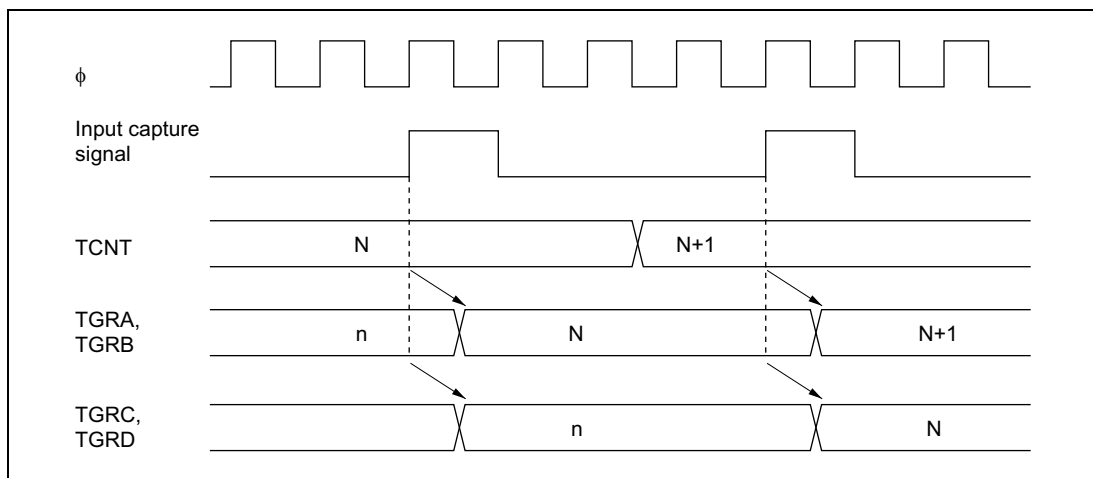 ϕ
Input capture
signal
TCNT
N
N+1
TGRA,
TGRB
n
N
N+1
TGRC,
TGRD
n
N